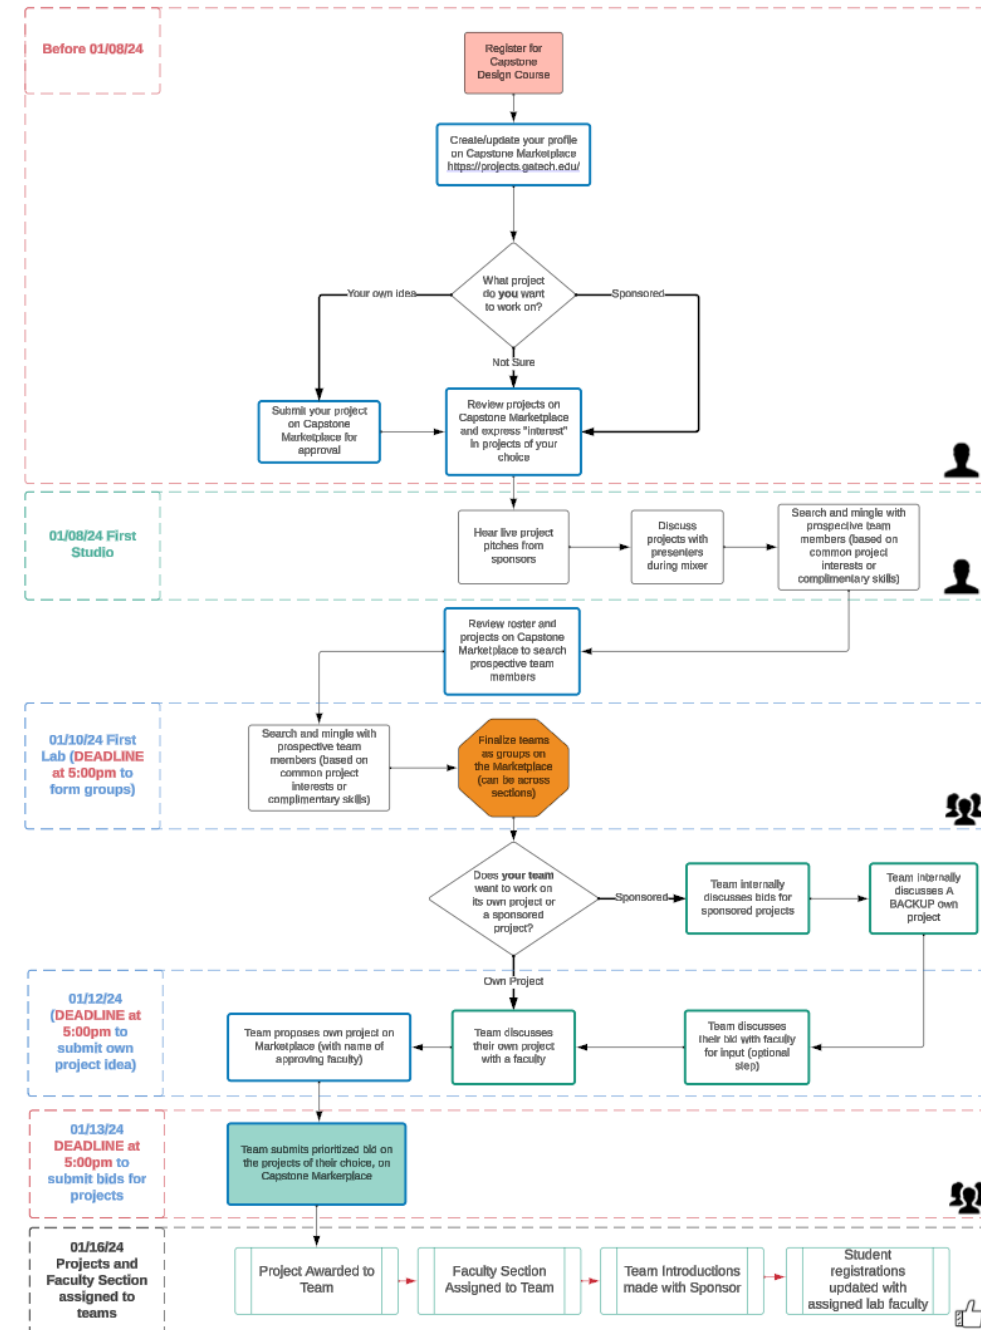 Before 01/08/24
Register for
Capstone
Design Course
Create/update your profile
on Capstone Marketplace
https://projects.gatech.edu/
What project
do you want
to work on?
Your own idea
Sponsored
Not Sure
Submit your project
on Capstone
Marketplace for
approval
Review projects on
Capstone Marketplace
and express "interest"
in projects of your
choice
01/08/24 First
Studio
Hear live project
pitches from
sponsors
Discuss
projects with
presenters
during mixer
Search and mingle with
prospective team
members (based on
common project
interests or
complimentary skills)
Review roster and
projects on Capstone
Marketplace to search
prospective team
members
01/10/24 First
Lab (DEADLINE
at 5:00pm to
form groups)
Search and mingle with
prospective team
members (based on
common project
interests or
complimentary skills)
Finalize teams
as groups on
the Marketplace
(can be across
sections)
Does your team
want to work on
its own project or
a sponsored
project?
Sponsored
Team internally
discusses bids for
sponsored projects
Team internally
discusses A
BACKUP own
project
Own Project
01/12/24
(DEADLINE at
5:00pm to
submit own
project idea)
Team proposes own project on
Marketplace (with name of
approving faculty)
Team discusses
their own project
with a faculty
Team discusses
their bid with faculty
for input (optional
step)
01/13/24
DEADLINE at
5:00pm to
submit bids for
projects
Team submits prioritized bid on
the projects of their choice, on
Capstone Markerplace
01/16/24
Projects and
Faculty Section
assigned to
teams
Project Awarded to
Team
Faculty Section
Assigned to Team
Team Introductions
made with Sponsor
Student
registrations
updated with
assigned lab faculty